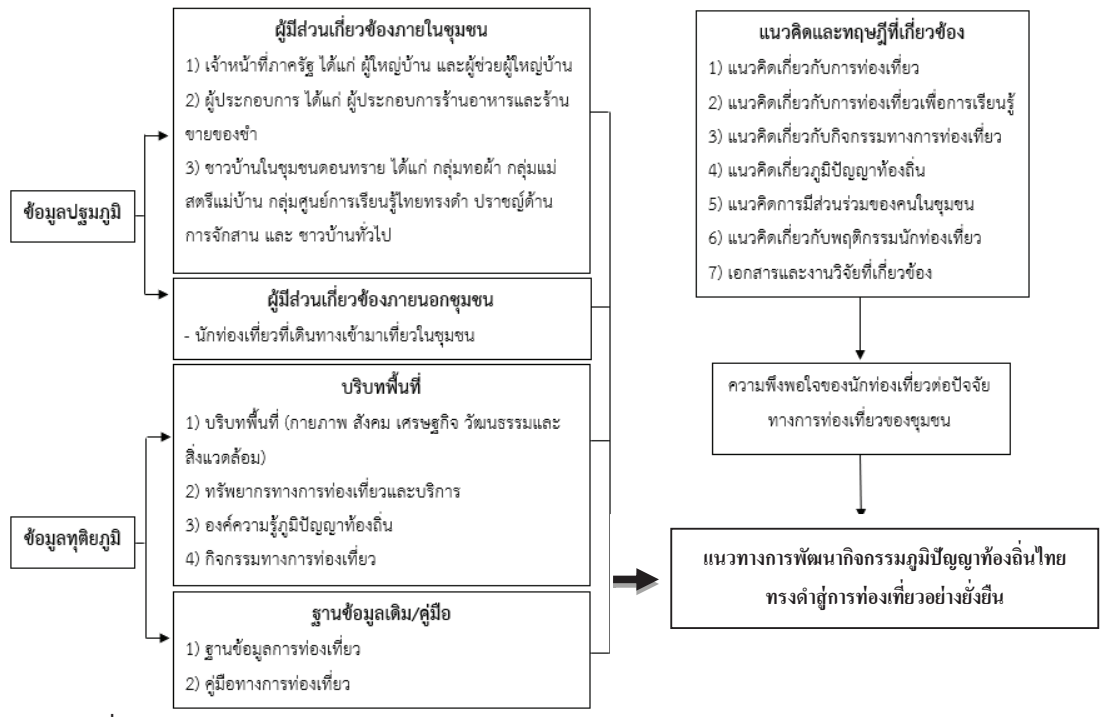 ข้อมูลปฐมภูมิ
ผู้มีส่วนเกี่ยวข้องภายในชุมชน
1) เจ้าหน้าที่ภาครัฐ ได้แก่ ผู้ใหญ่บ้าน และผู้ช่วยผู้ใหญ่บ้าน
2) ผู้ประกอบการ ได้แก่ ผู้ประกอบการร้านอาหารและร้าน
ขายของชำ
3) ชาวบ้านในชุมชนดอนทราย ได้แก่ กลุ่มทอผ้า กลุ่มแม่
สตรีแม่บ้าน กลุ่มศูนย์การเรียนรู้ไทยทรงดำ ปราชญ์ด้าน
การจักสาน และ ชาวบ้านทั่วไป
ผู้มีส่วนเกี่ยวข้องภายนอกชุมชน
- นักท่องเที่ยวที่เดินทางเข้ามาเที่ยวในชุมชน
ข้อมูลทุติยภูมิ
บริบทพื้นที่
1) บริบทพื้นที่ (กายภาพ สังคม เศรษฐกิจ วัฒนธรรมและ
สิ่งแวดล้อม)
2) ทรัพยากรทางการท่องเที่ยวและบริการ
3) องค์ความรู้ภูมิปัญญาท้องถิ่น
4) กิจกรรมทางการท่องเที่ยว
ฐานข้อมูลเดิม/คู่มือ
1) ฐานข้อมูลการท่องเที่ยว
2) คู่มือทางการท่องเที่ยว
แนวคิดและทฤษฎีที่เกี่ยวข้อง
1) แนวคิดเกี่ยวกับการท่องเที่ยว
2) แนวคิดเกี่ยวกับการท่องเที่ยวเพื่อการเรียนรู้
3) แนวคิดเกี่ยวกับกิจกรรมทางการท่องเที่ยว
4) แนวคิดเกี่ยวภูมิปัญญาท้องถิ่น
5) แนวคิดการมีส่วนร่วมของคนในชุมชน
6) แนวคิดเกี่ยวกับพฤติกรรมนักท่องเที่ยว
7) เอกสารและงานวิจัยที่เกี่ยวข้อง
ความพึงพอใจของนักท่องเที่ยวต่อปัจจัย
ทางการท่องเที่ยวของชุมชน
แนวทางการพัฒนากิจกรรมภูมิปัญญาท้องถิ่นไทย
ทรงดำสู่การท่องเที่ยวอย่างยั่งยืน